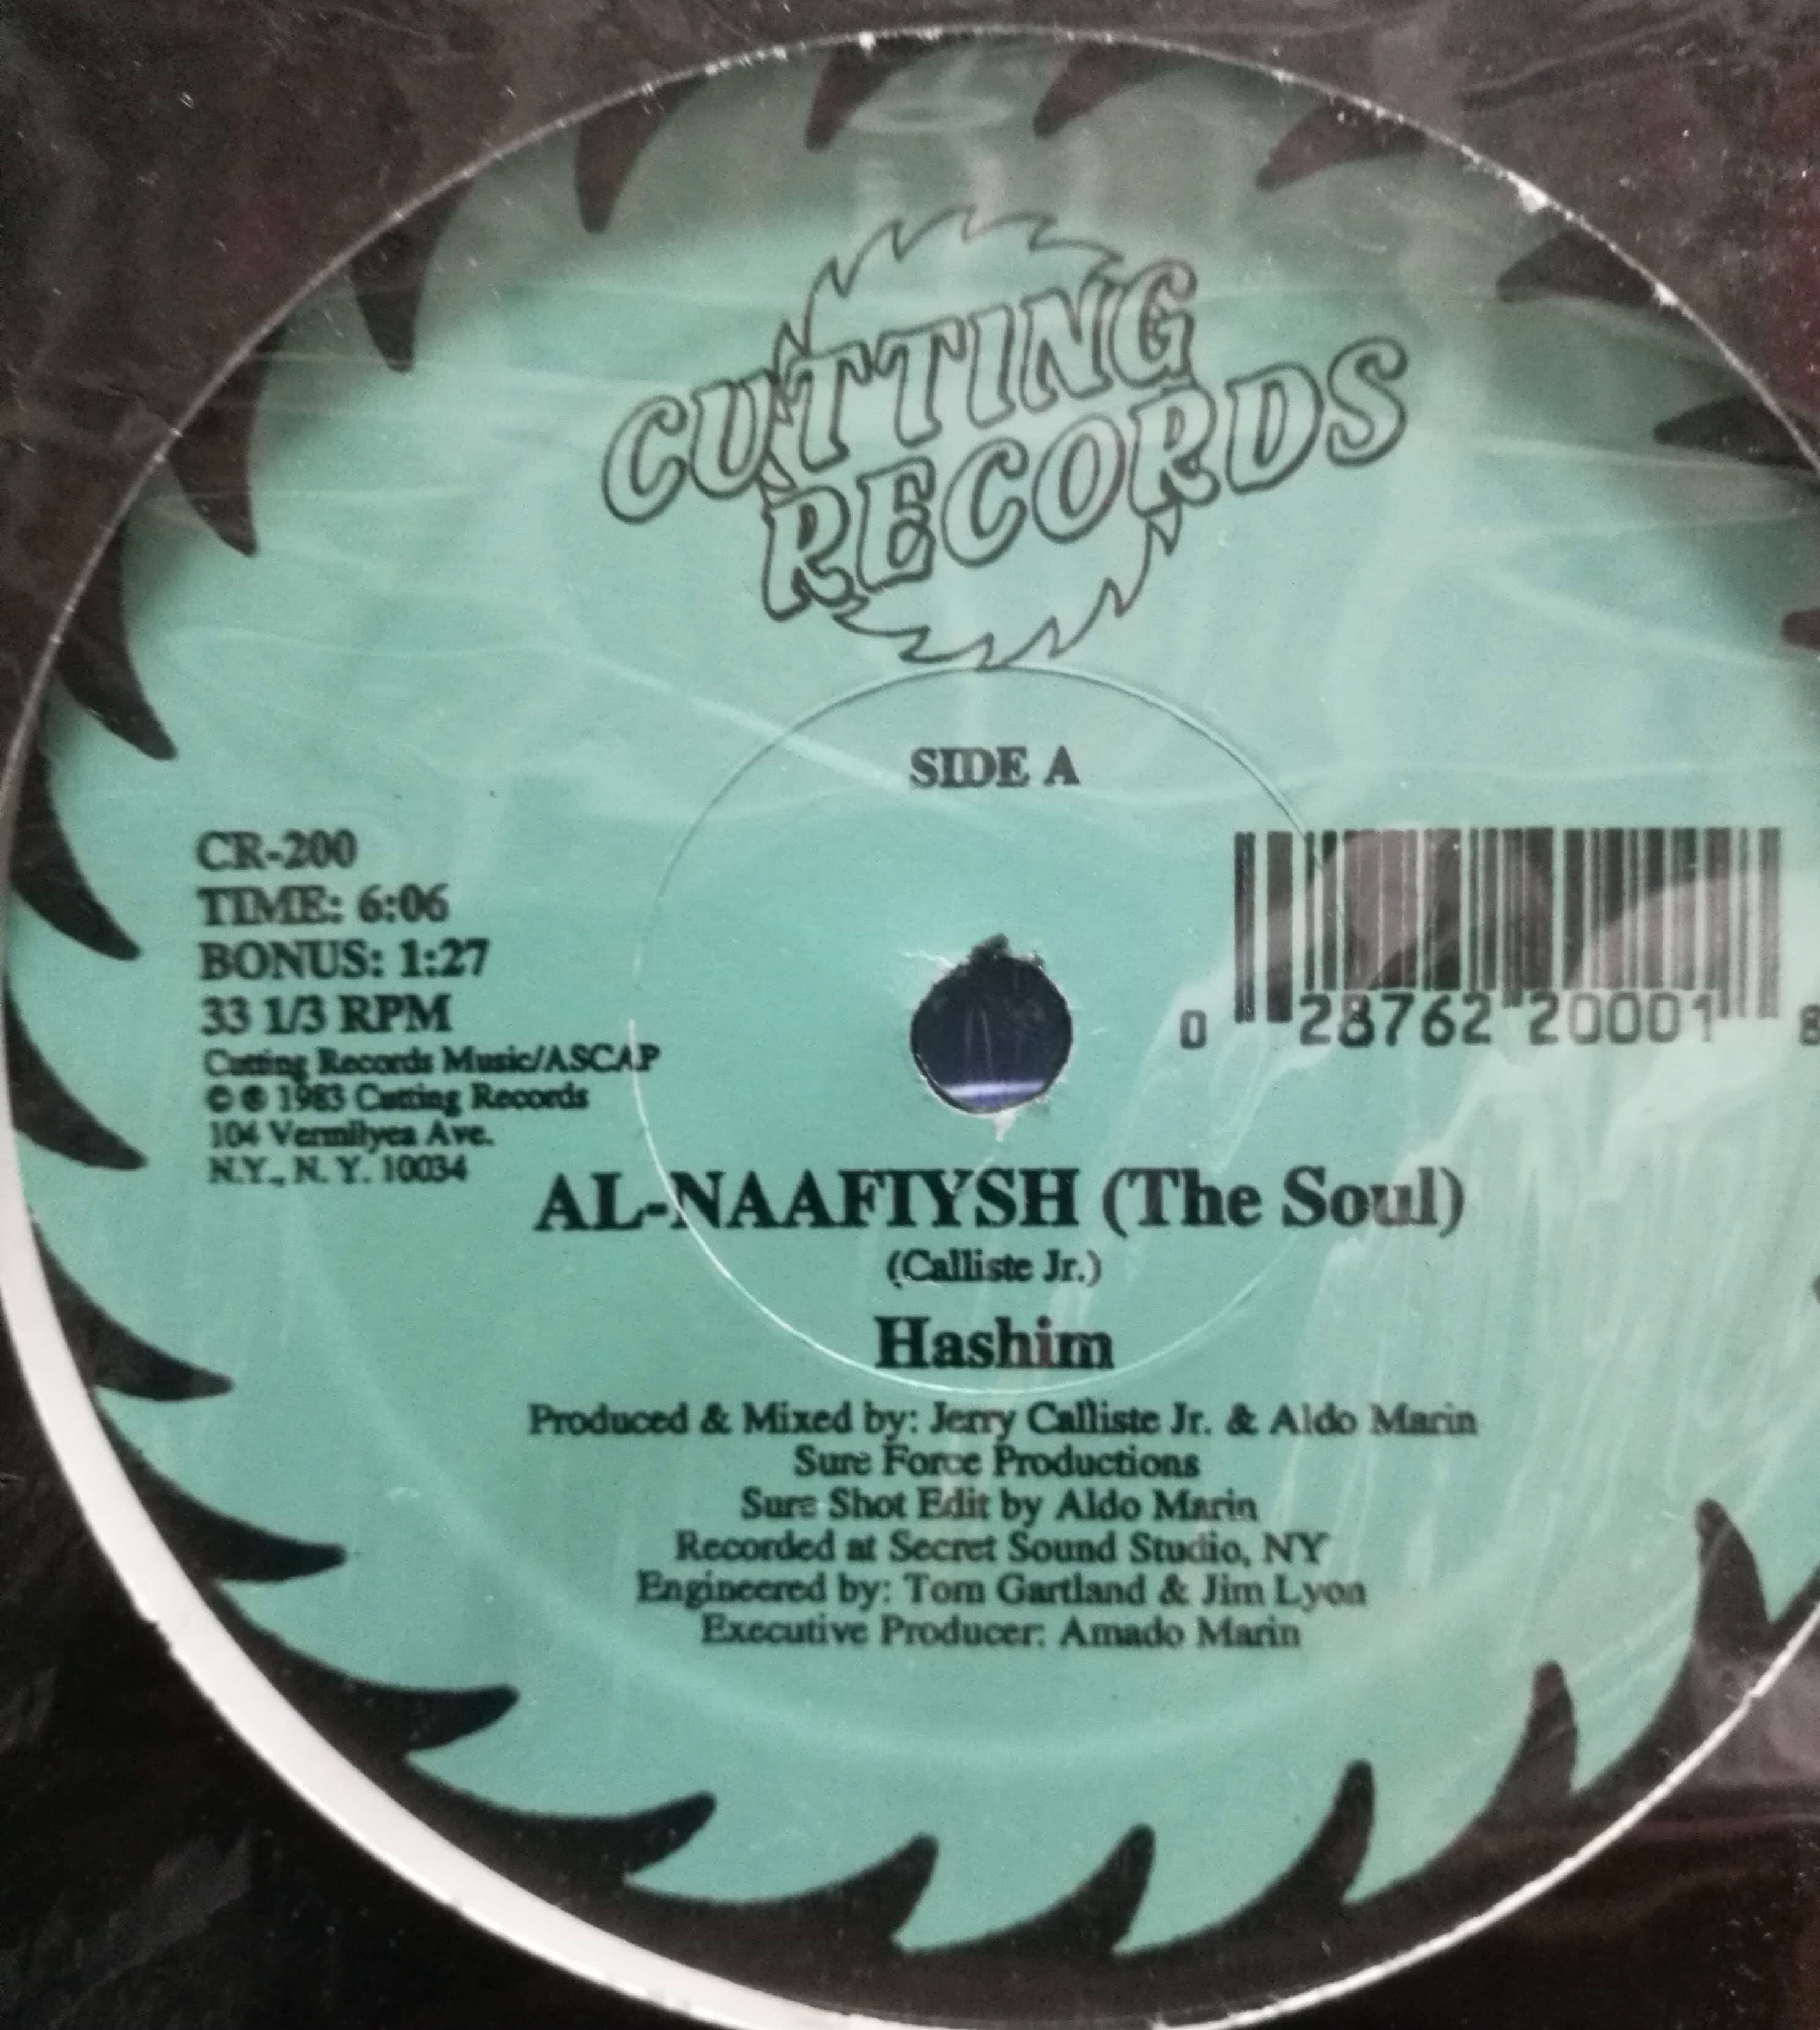 CUTTING
RECORDS
SIDE A
CR-200
TIME: 6:06
BONUS: 1:27
33 1/3 RPM
Cutting Records Music/ASCAP
© ℗ 1983 Cutting Records
104 Vermilyea Ave.
N.Y., N. Y. 10034
0 28762 20001 8
AL-NAAFIYSH (The Soul)
(Calliste Jr.)
Hashim
Produced & Mixed by: Jerry Calliste Jr. & Aldo Marin
Sure Force Productions
Sure Shot Edit by Aldo Marin
Recorded at Secret Sound Studio, NY
Engineered by: Tom Gartland & Jim Lyon
Executive Producer: Amado Marin